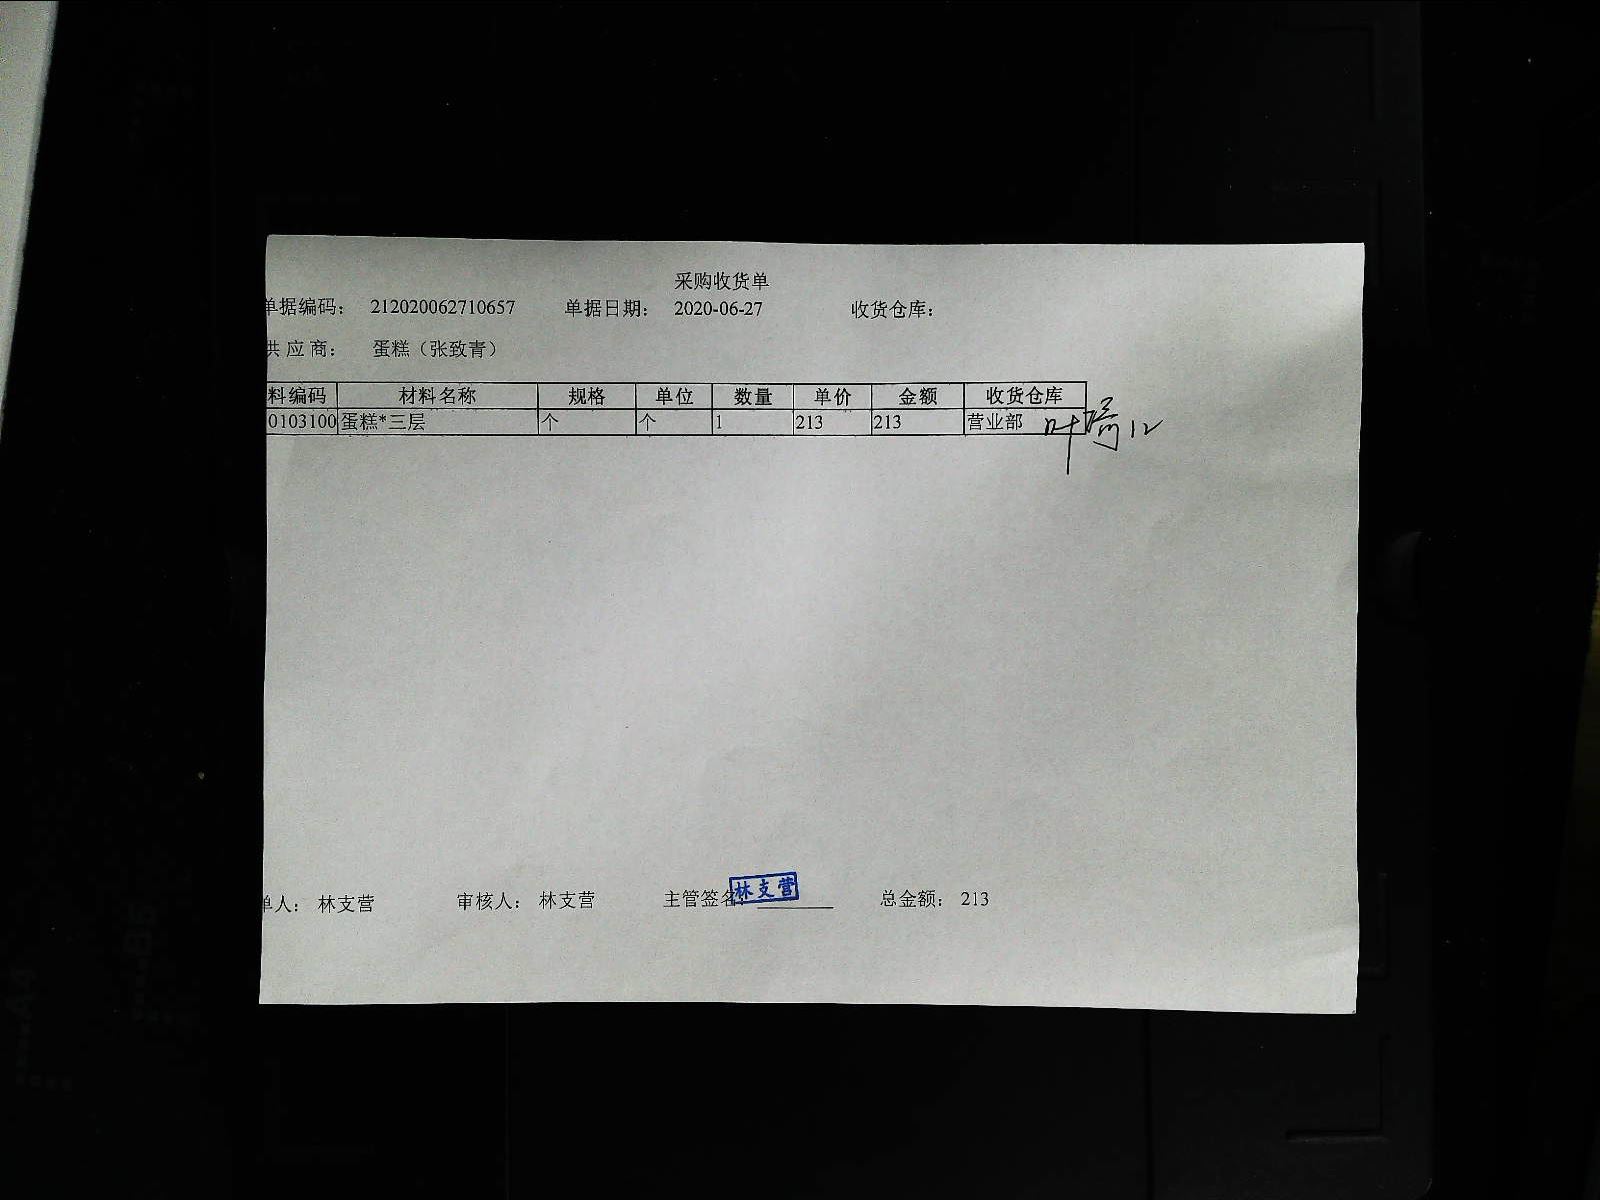 采购收货单
单据编码： 212020062710657 单据日期： 2020-06-27 收货仓库：
供 应 商： 蛋糕（张致青）
料编码 材料名称 规格 单位 数量 单价 金额 收货仓库
0103100 蛋糕*三层 个 个 1 213 213 营业部
单人： 林支营 审核人： 林支营 主管签名： 林支营 总金额： 213